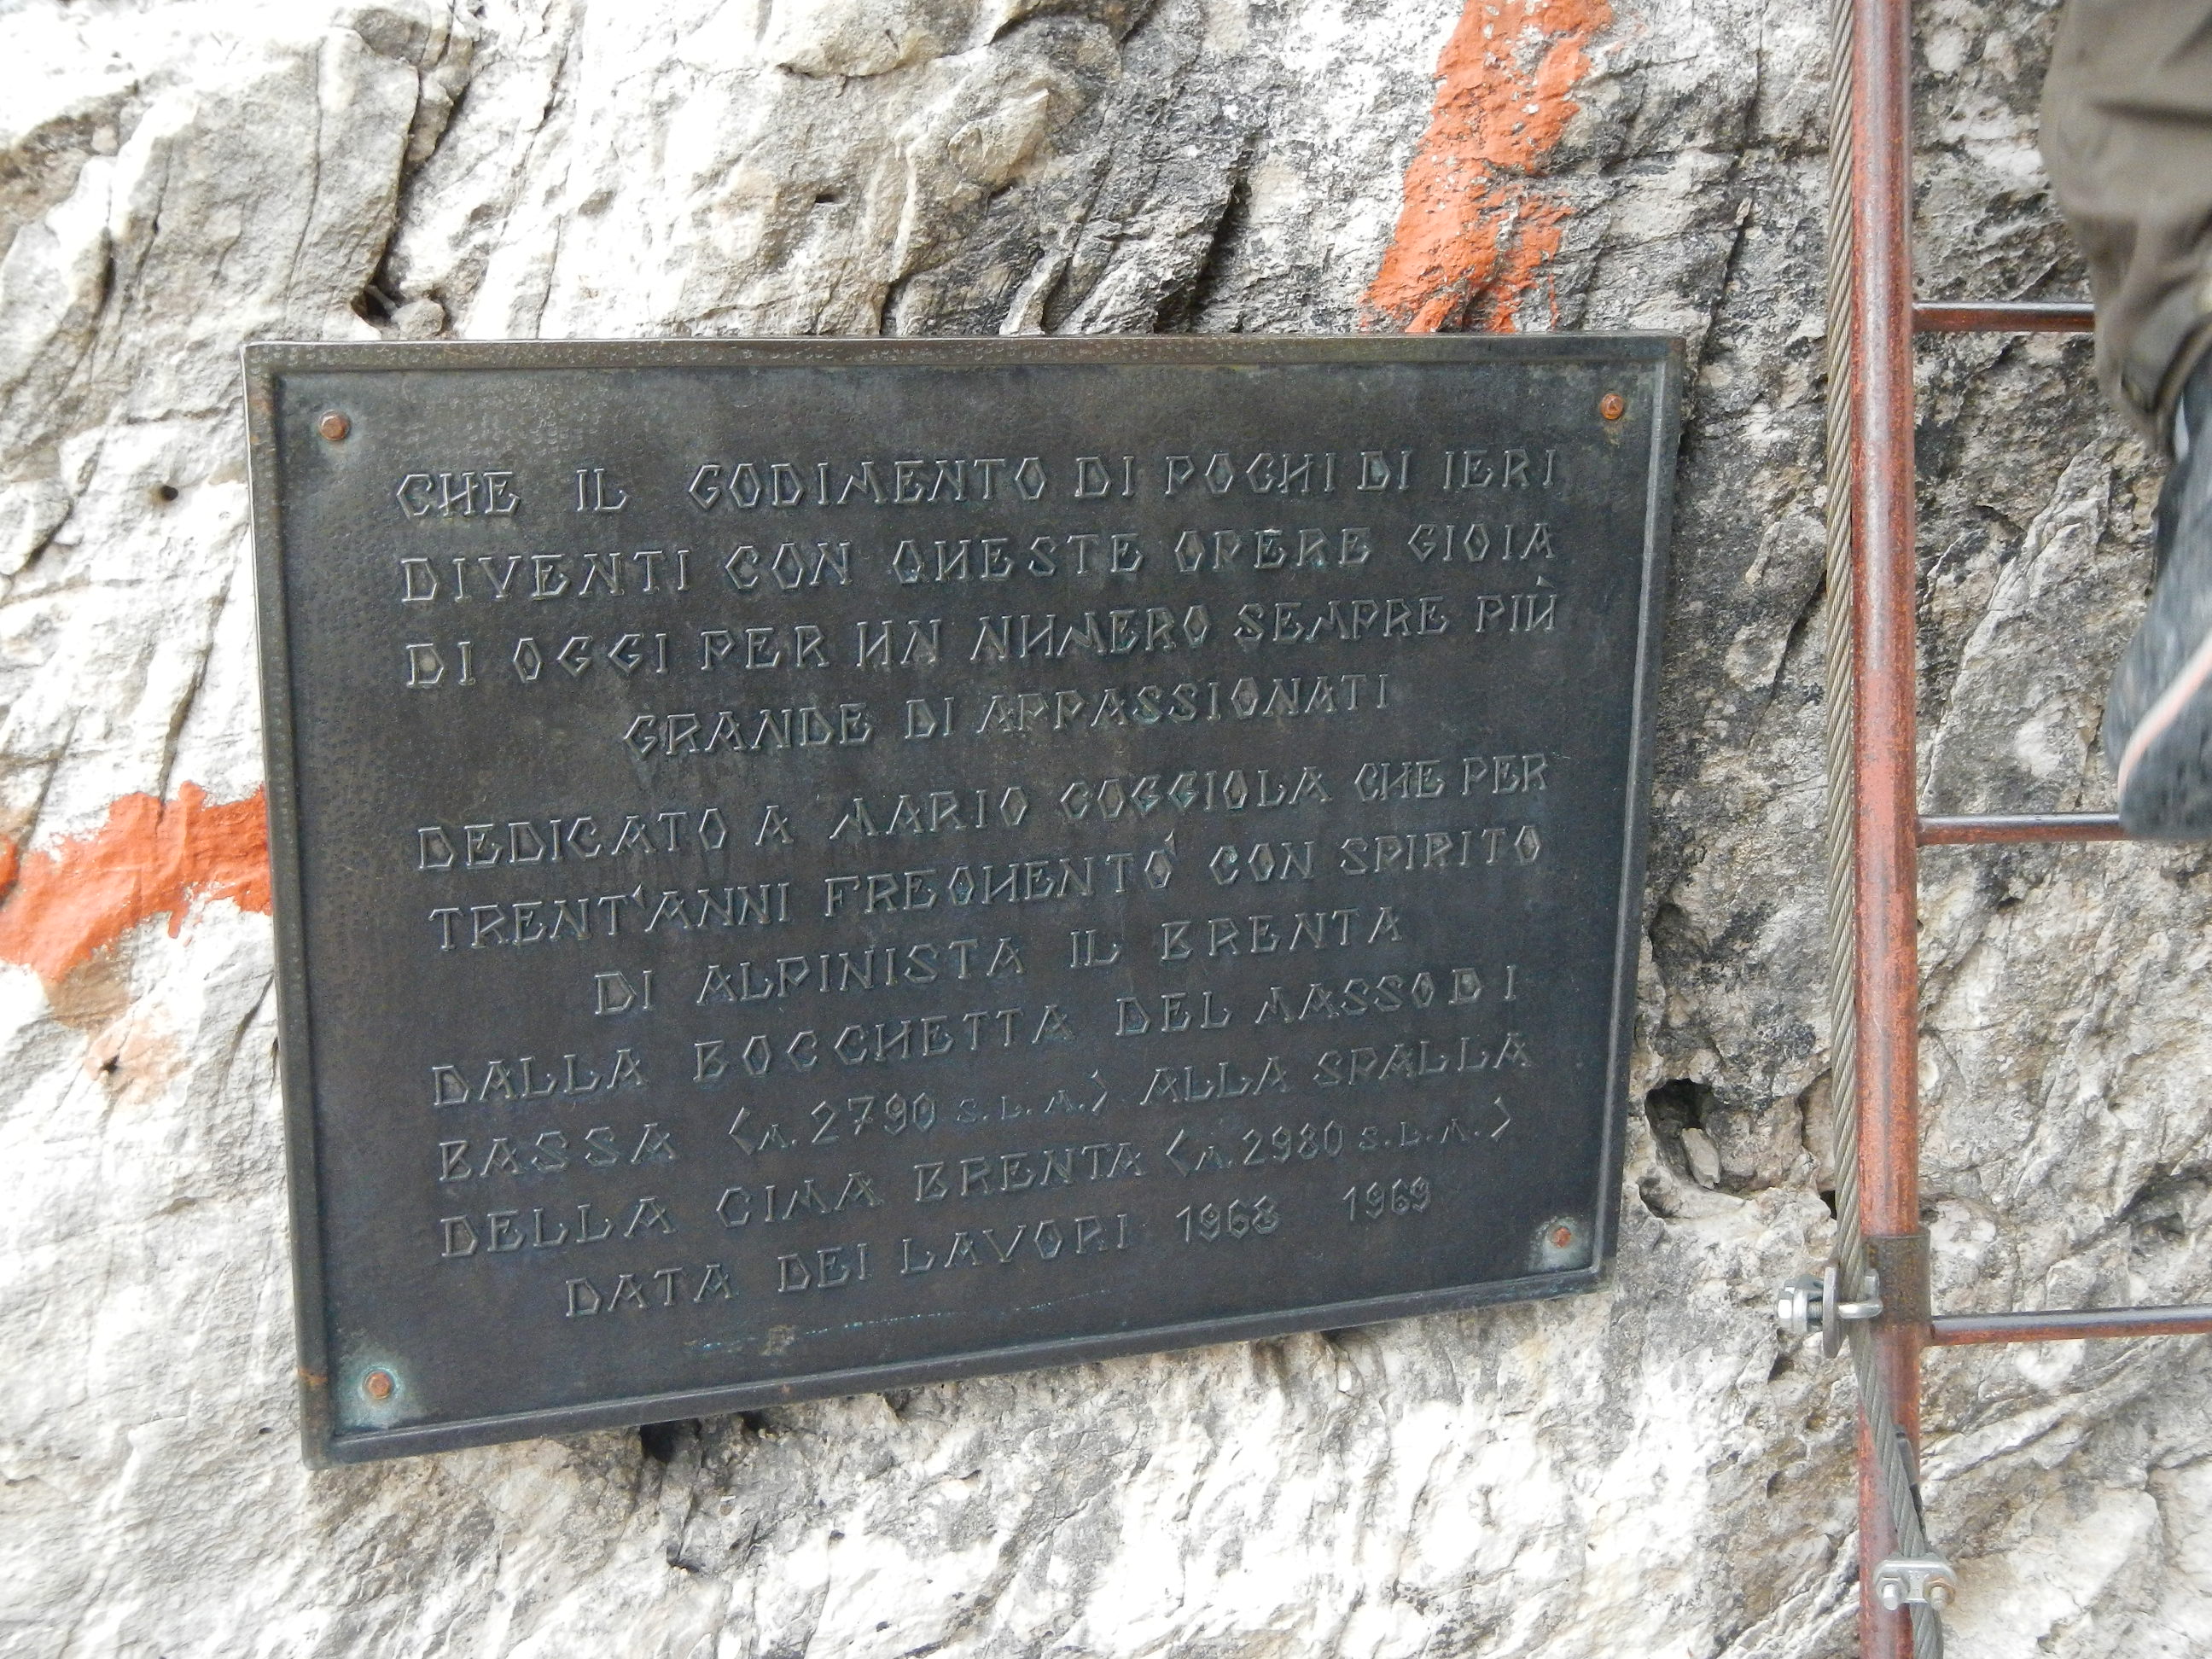 CHE IL GODIMENTO DI POCHI DI IERI
DIVENTI CON QUESTE OPERE GIOIA
DI OGGI PER UN NUMERO SEMPRE PIÙ
GRANDE DI APPASSIONATI
DEDICATO A MARIO COGGIOLA CHE PER
TRENT'ANNI FREQUENTÒ CON SPIRITO
DI ALPINISTA IL BRENTA
DALLA BOCCHETTA DEL MASSODI
BASSA (M. 2790 S.L.M.) ALLA SPALLA
DELLA CIMA BRENTA (M. 2980 S.L.M.)
DATA DEI LAVORI 1968 1969